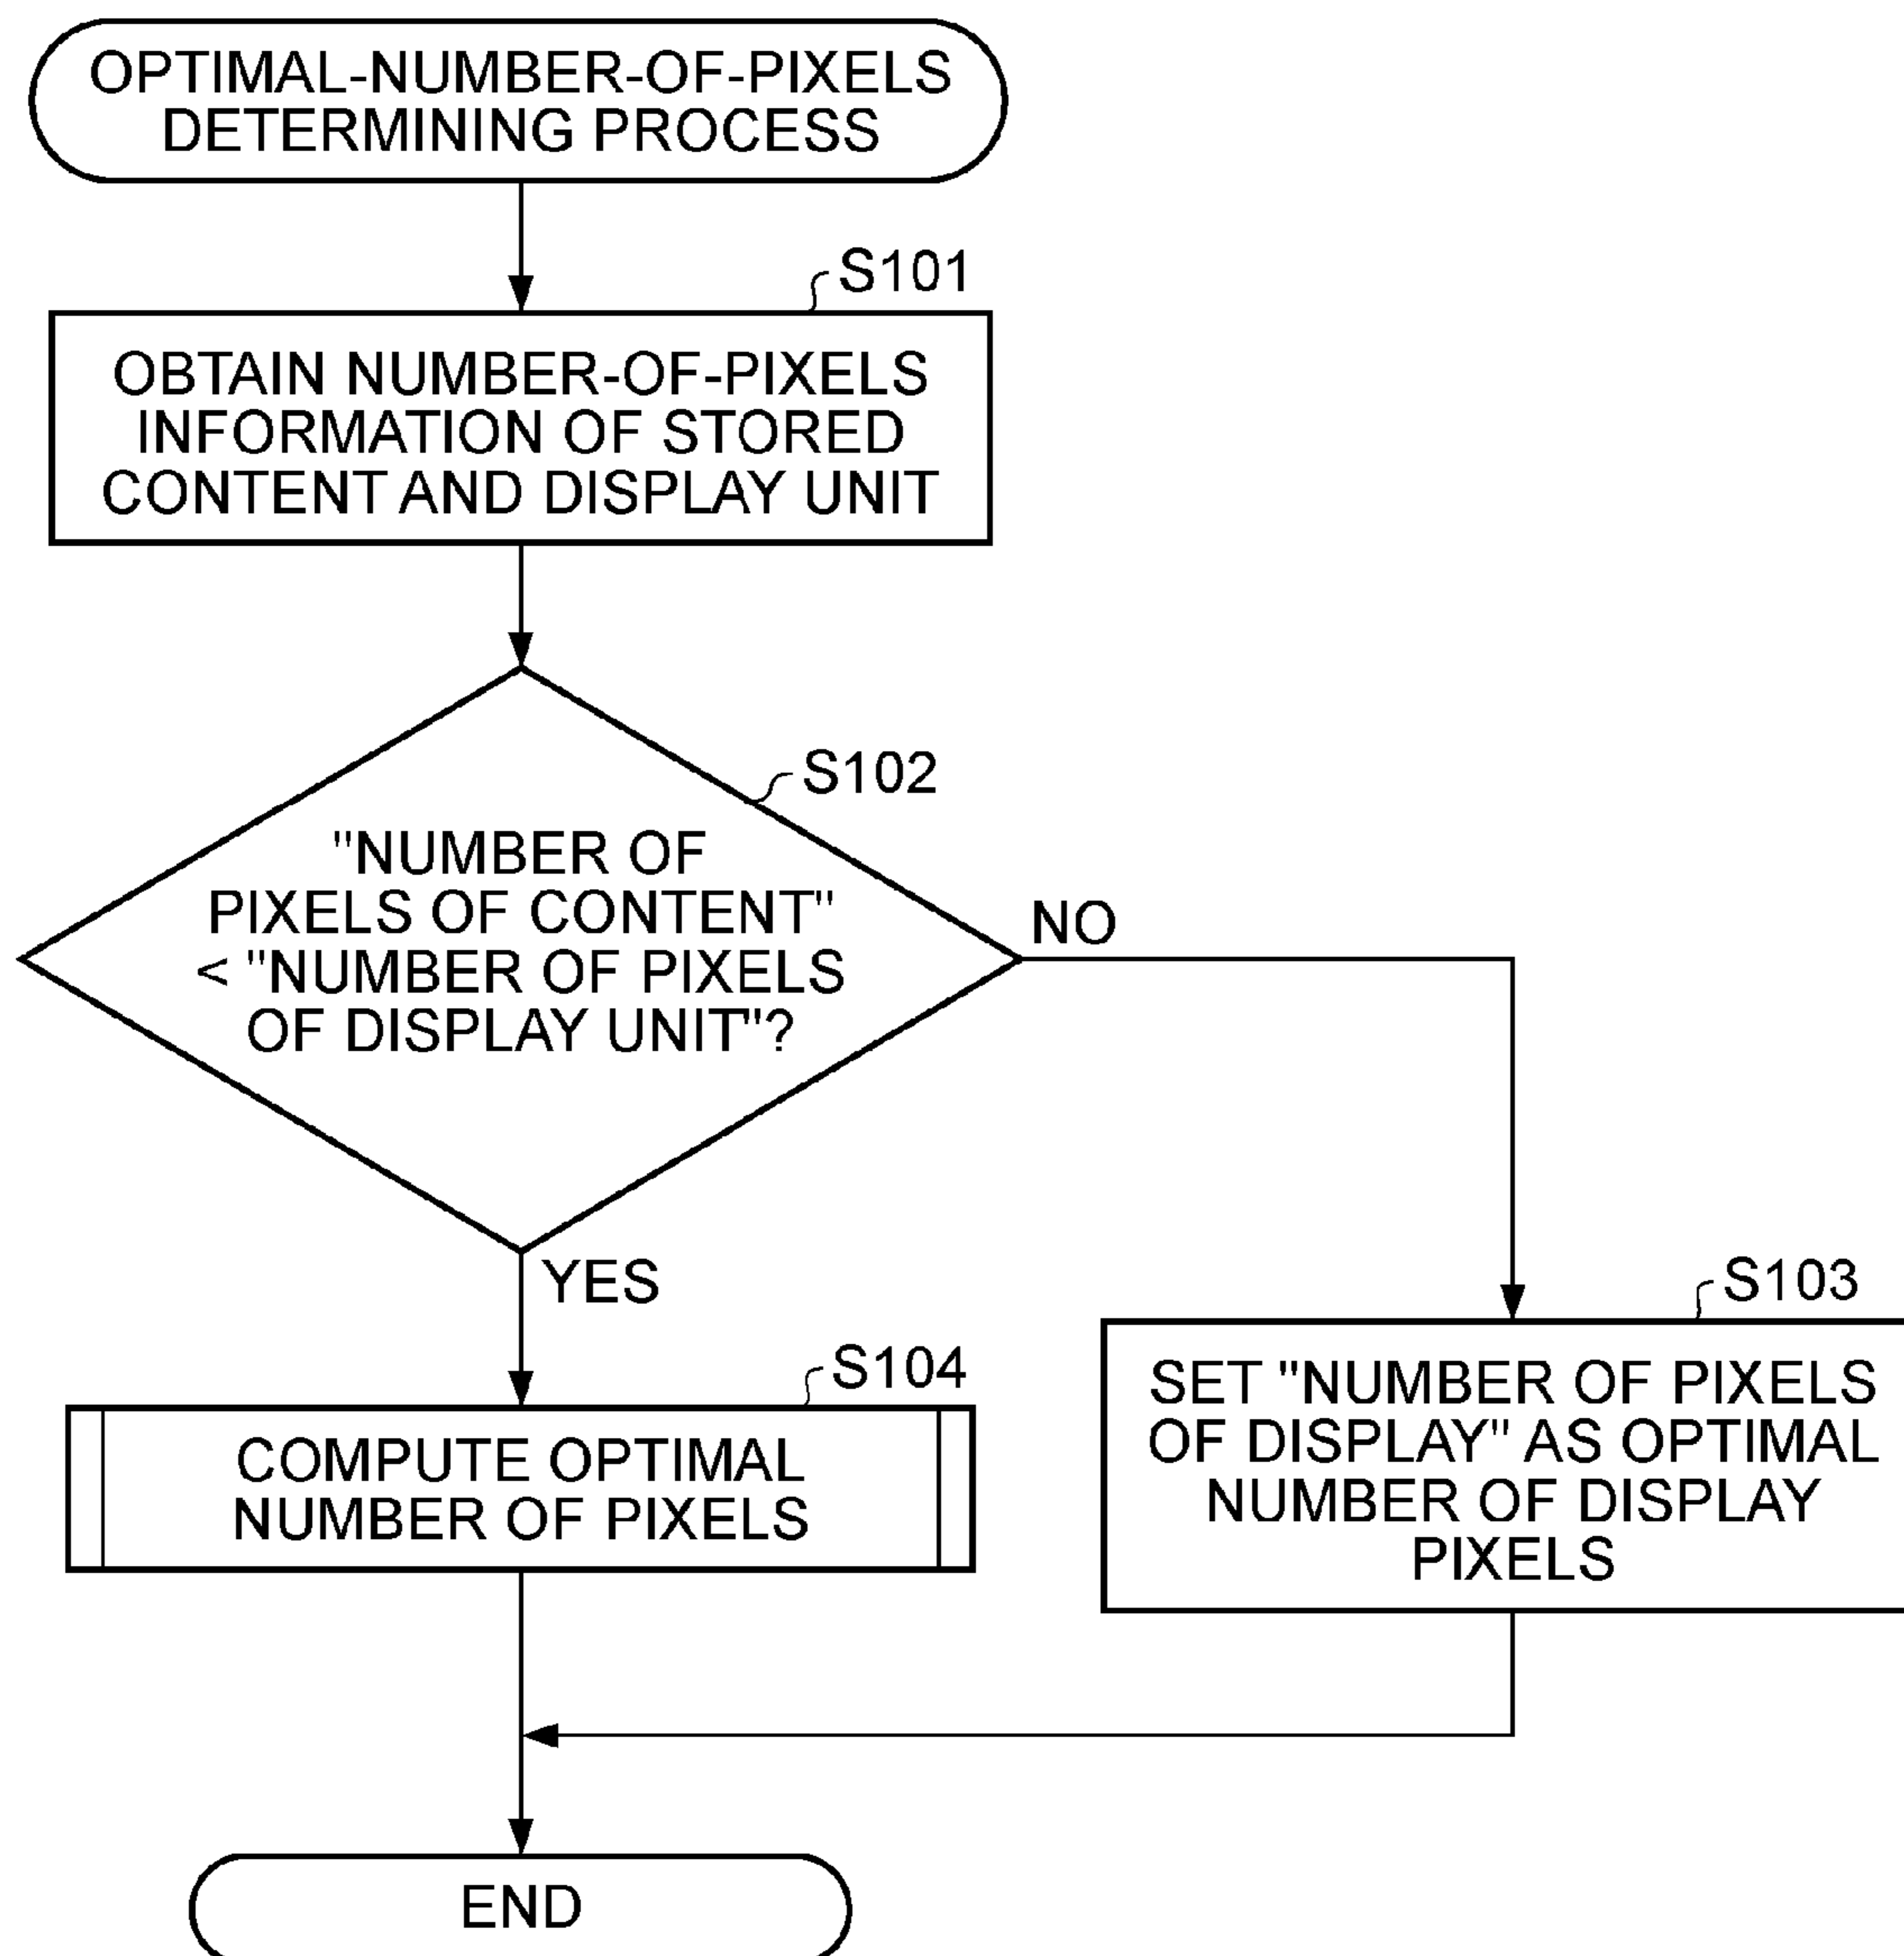 OPTIMAL-NUMBER-OF-PIXELS
DETERMINING PROCESS
S101
OBTAIN NUMBER-OF-PIXELS
INFORMATION OF STORED
CONTENT AND DISPLAY UNIT
S102
"NUMBER OF
PIXELS OF CONTENT"
< "NUMBER OF PIXELS
OF DISPLAY UNIT"?
NO
YES
S103
SET "NUMBER OF PIXELS
OF DISPLAY" AS OPTIMAL
NUMBER OF DISPLAY
PIXELS
S104
COMPUTE OPTIMAL
NUMBER OF PIXELS
END